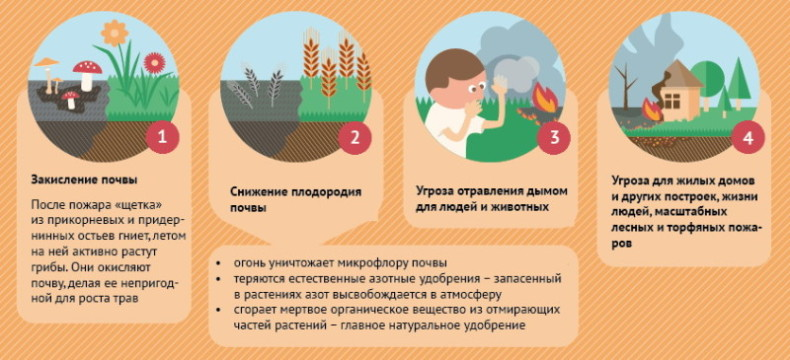 1
Закисление почвы
После пожара «щетка»
из прикорневых и придер-
нинных остьев гниет, летом
на ней активно растут
грибы. Они окисляют
почву, делая ее непригод-
ной для роста трав
2
Снижение плодородия
почвы
• огонь уничтожает микрофлору почвы
• теряются естественные азотные удобрения – запасенный
в растениях азот высвобождается в атмосферу
• сгорает мертвое органическое вещество из отмирающих
частей растений – главное натуральное удобрение
3
Угроза отравления дымом
для людей и животных
4
Угроза для жилых домов
и других построек, жизни
людей, масштабных
лесных и торфяных пожа-
ров